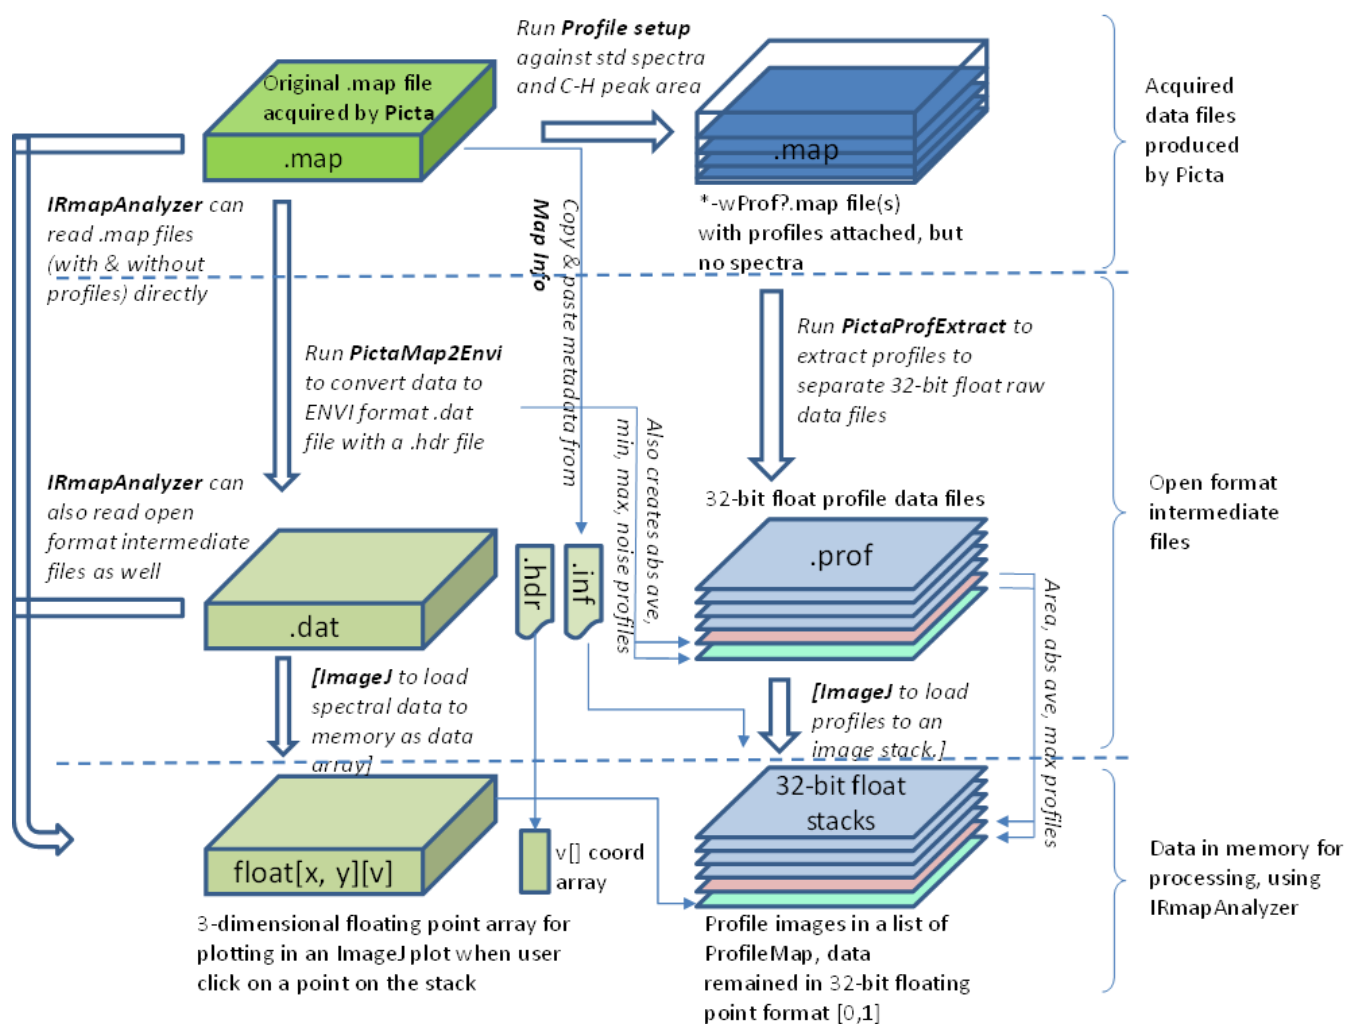 Run Profile setup
against std spectra
and C-H peak area
Original .map file
acquired by Picta
.map
.map
Acquired
data files
produced
by Picta
*-wProf?.map file(s)
with profiles attached, but
no spectra
IRmapAnalyzer can
read .map files
(with & without
profiles) directly
Copy & paste metadata from
Map Info
Run PictaMap2Envi
to convert data to
ENVI format .dat
file with a .hdr file
Run PictaProfExtract to
extract profiles to
separate 32-bit float raw
data files
Also creates abs ave,
min, max, noise profiles
IRmapAnalyzer can
also read open
format intermediate
files as well
32-bit float profile data files
Open format
intermediate
files
.dat
.hdr
.inf
.prof
Area, abs ave, max profiles
[ImageJ to load
spectral data to
memory as data
array]
[ImageJ to load
profiles to an
image stack.]
float[x, y][v]
v[] coord
array
32-bit float
stacks
Data in memory for
processing, using
IRmapAnalyzer
3-dimensional floating point array for
plotting in an ImageJ plot when user
click on a point on the stack
Profile images in a list of
ProfileMap, data
remained in 32-bit floating
point format [0,1]